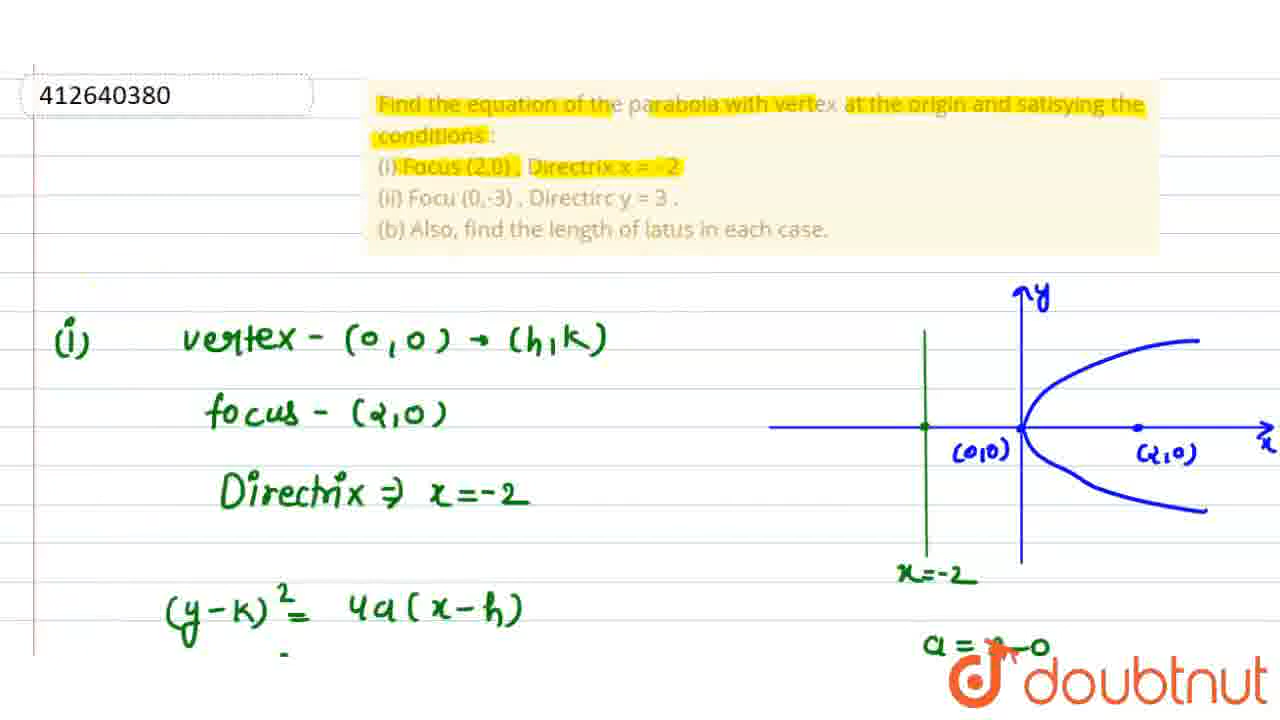 412640380
Find the equation of the parabola with vertex at the origin and satisying the
conditions :
(i) Focus (2,0) , Directrix x = -2
(ii) Focu (0,-3) , Directirc y = 3 .
(b) Also, find the length of latus in each case.
(i) vertex - (0,0) → (h,k)
focus - (2,0)
Directrix ⇒ x = -2
(y-k)² = 4a(x-h)
y
(0,0)
(2,0)
x
x = -2
a = 2-0
doubtnut